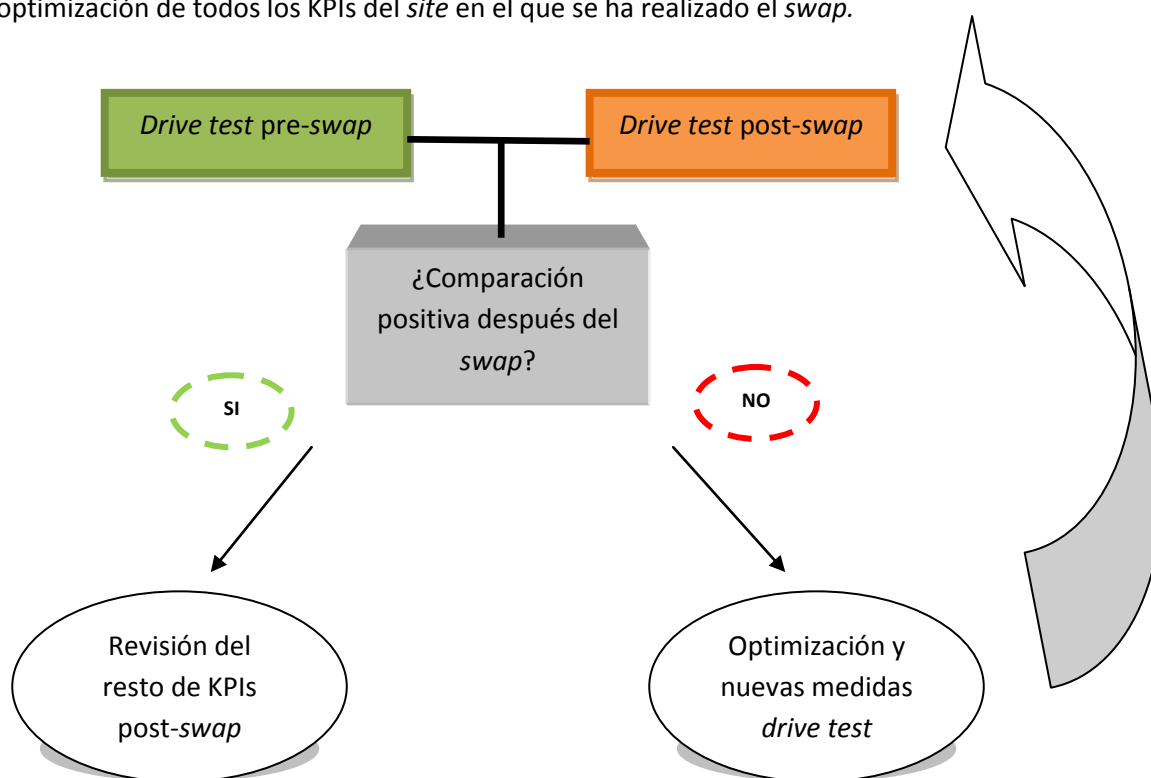 optimización de todos los KPIs del site en el que se ha realizado el swap.
Drive test pre-swap
Drive test post-swap
¿Comparación
positiva después del
swap?
SI
NO
Revisión del
resto de KPIs
post-swap
Optimización y
nuevas medidas
drive test